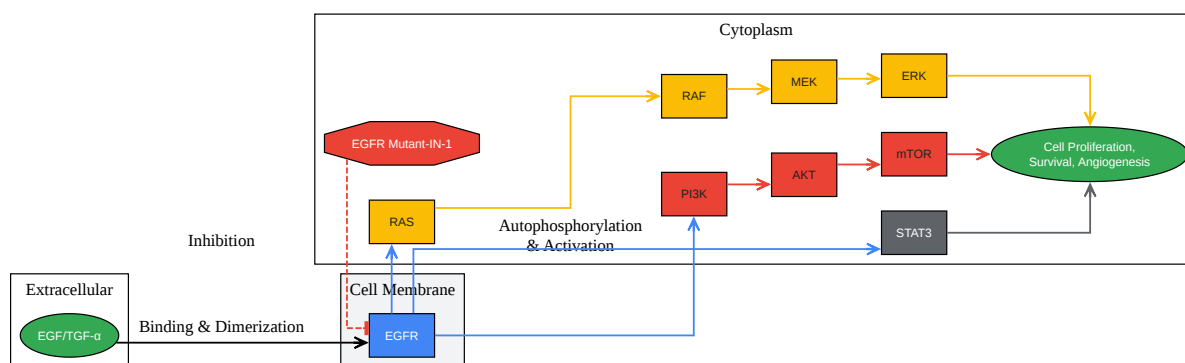 Cytoplasm
RAF
MEK
ERK
EGFR Mutant-IN-1
Cell Proliferation,
Survival, Angiogenesis
mTOR
AKT
PI3K
RAS
Autophosphorylation
& Activation
STAT3
Inhibition
Extracellular
Cell Membrane
EGF/TGF-α
Binding & Dimerization
EGFR